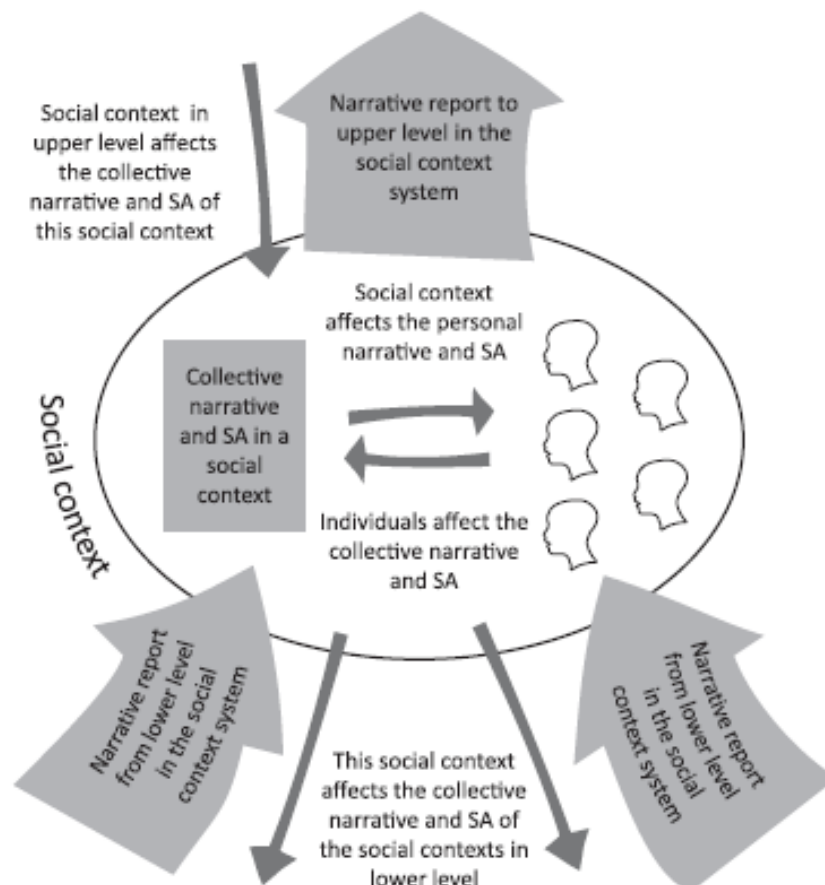 Narrative report to
upper level in the
social context
system
Social context in
upper level affects
the collective
narrative and SA of
this social context
Social context
affects the personal
narrative and SA
Collective
narrative
and SA in a
social
context
Social context
Individuals affect the
collective narrative
and SA
Narrative report
from lower level
in the social
context system
Narrative report
from lower level
in the social
context system
This social context
affects the collective
narrative and SA of
the social contexts in
lower level